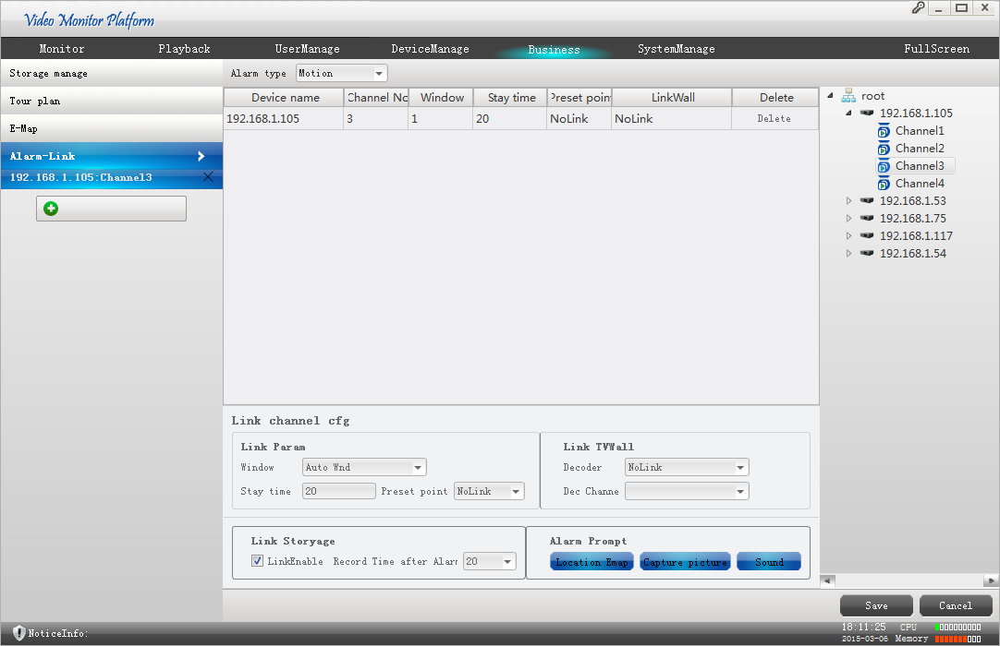 Video Monitor Platform
Monitor Playback UserManage DeviceManage Business SystemManage FullScreen
Storage manage
Tour plan
E-Map
Alarm-Link
192.168.1.105:Channel3
Alarm type Motion
Device name Channel No Window Stay time Preset point LinkWall Delete
192.168.1.105 3 1 20 NoLink NoLink Delete
root
192.168.1.105
Channel1
Channel2
Channel3
Channel4
192.168.1.53
192.168.1.75
192.168.1.117
192.168.1.54
Link channel cfg
Link Param
Window Auto Wnd
Stay time 20 Preset point NoLink
Link TVWall
Decoder NoLink
Dec Channe
Link Storyage
LinkEnable Record Time after Alarm 20
Alarm Prompt
Location Emap Capture picture Sound
Save Cancel
NoticeInfo:
18:11:25 CPU
2015-03-06 Memory